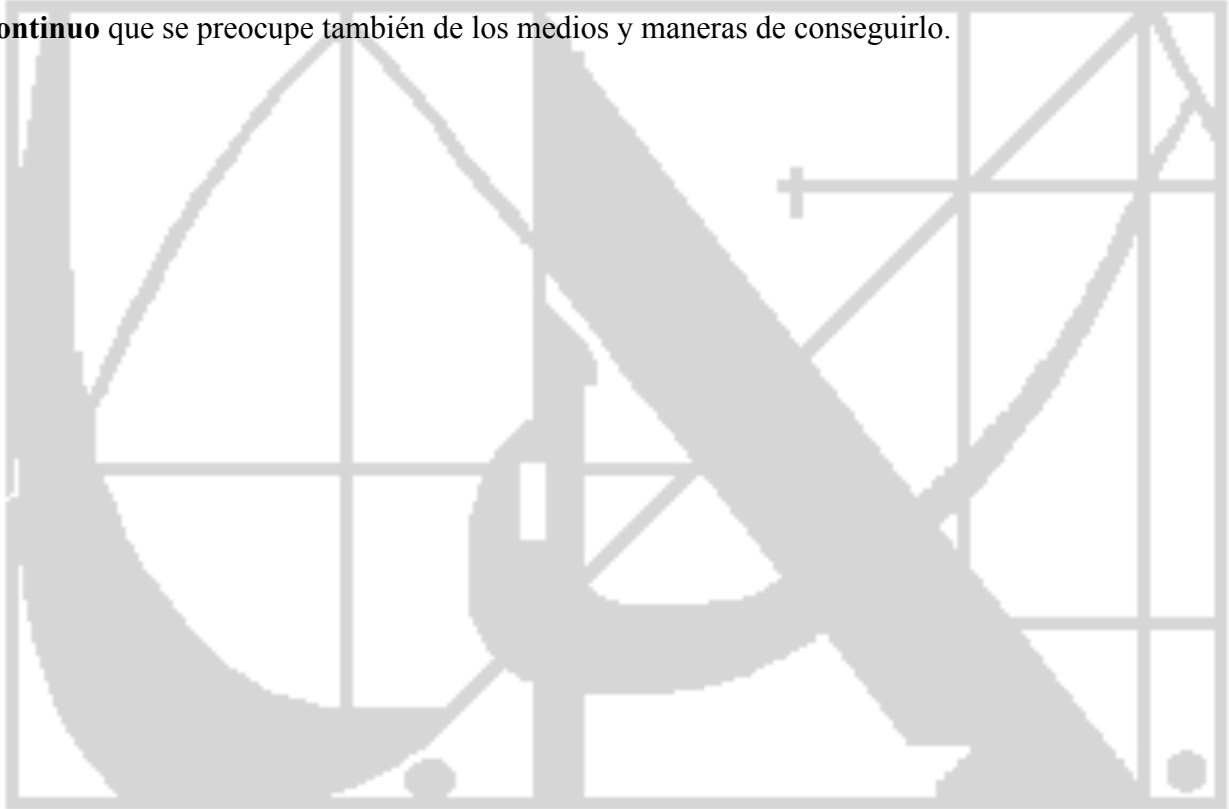 ontinuo que se preocupe también de los medios y maneras de conseguirlo.